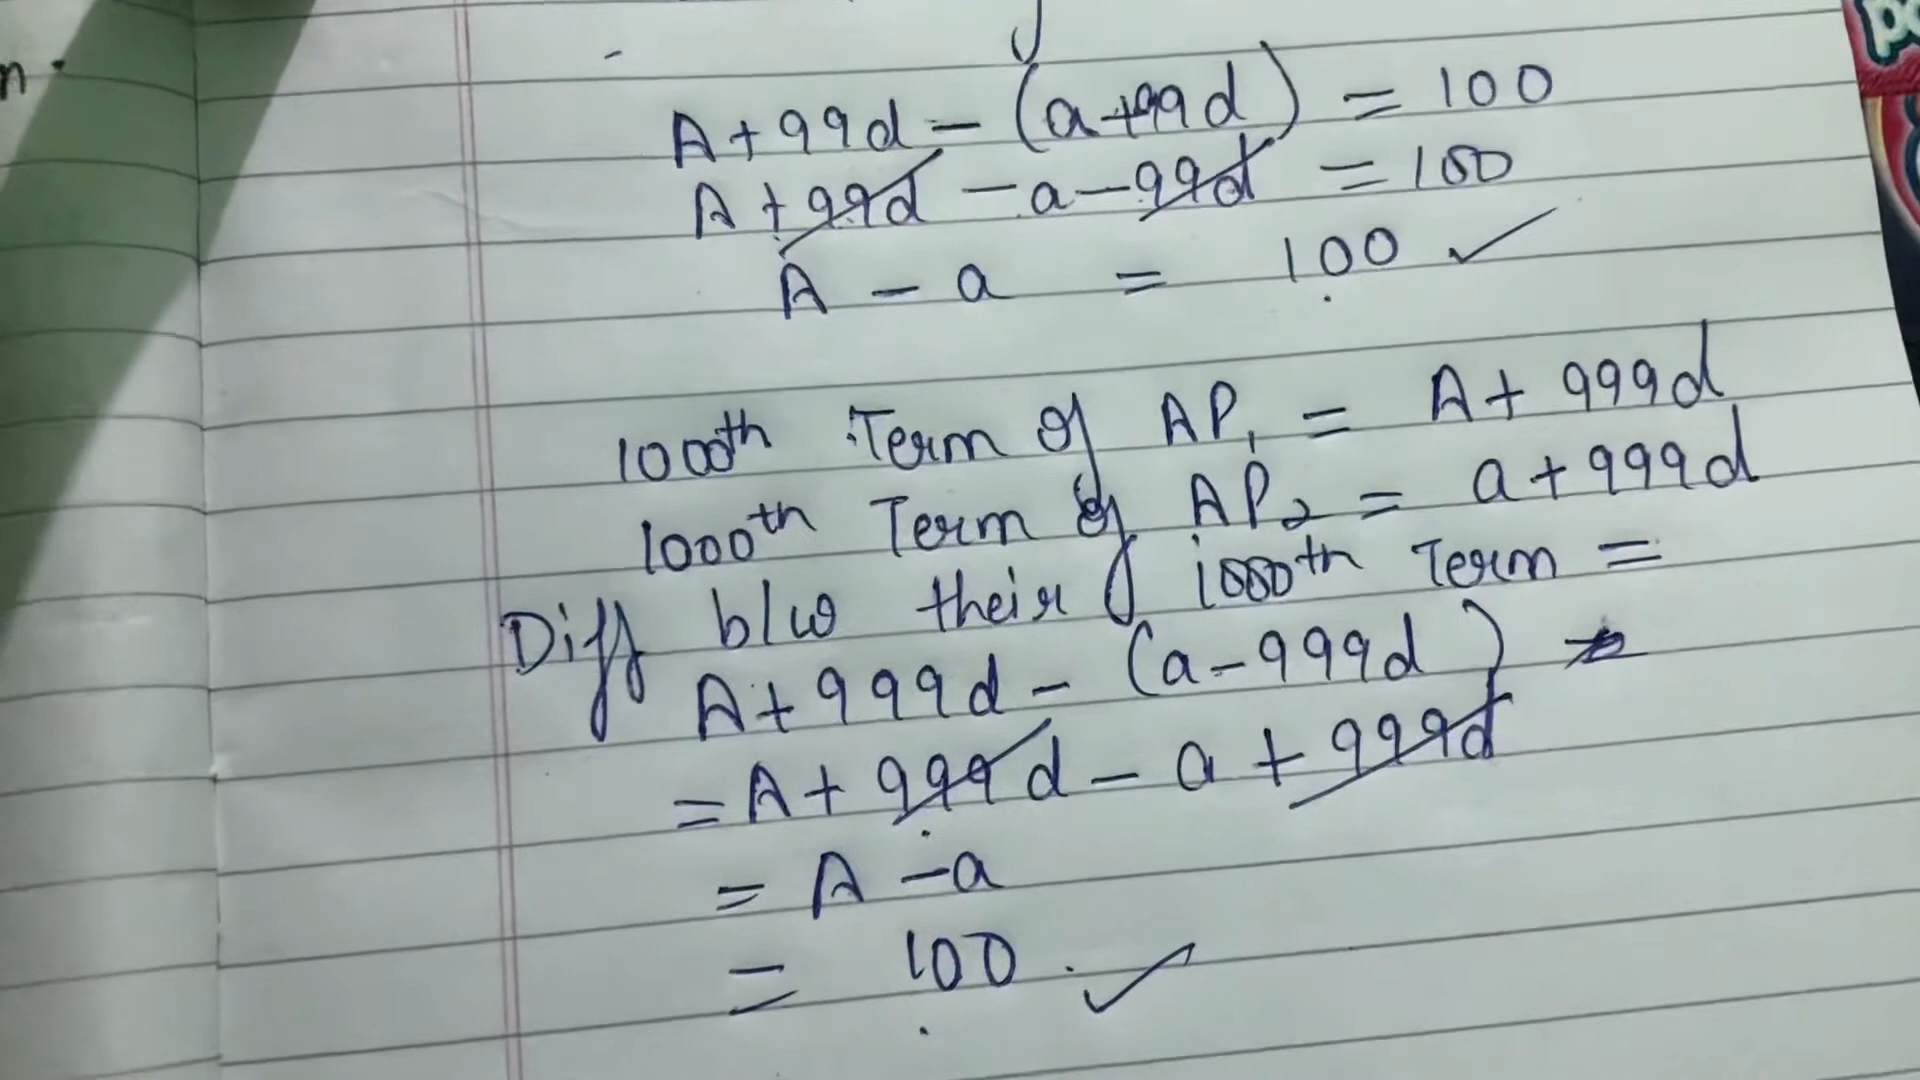 n.
A + 99d - (a + 99d) = 100
A + 99d - a - 99d = 100
A - a = 100 ✓
1000th Term of AP₁ = A + 999d
1000th Term of AP₂ = a + 999d
Diff b/w their 1000th Term =
A + 999d - (a - 999d)
= A + 999d - a + 999d
= A - a
= 100 ✓